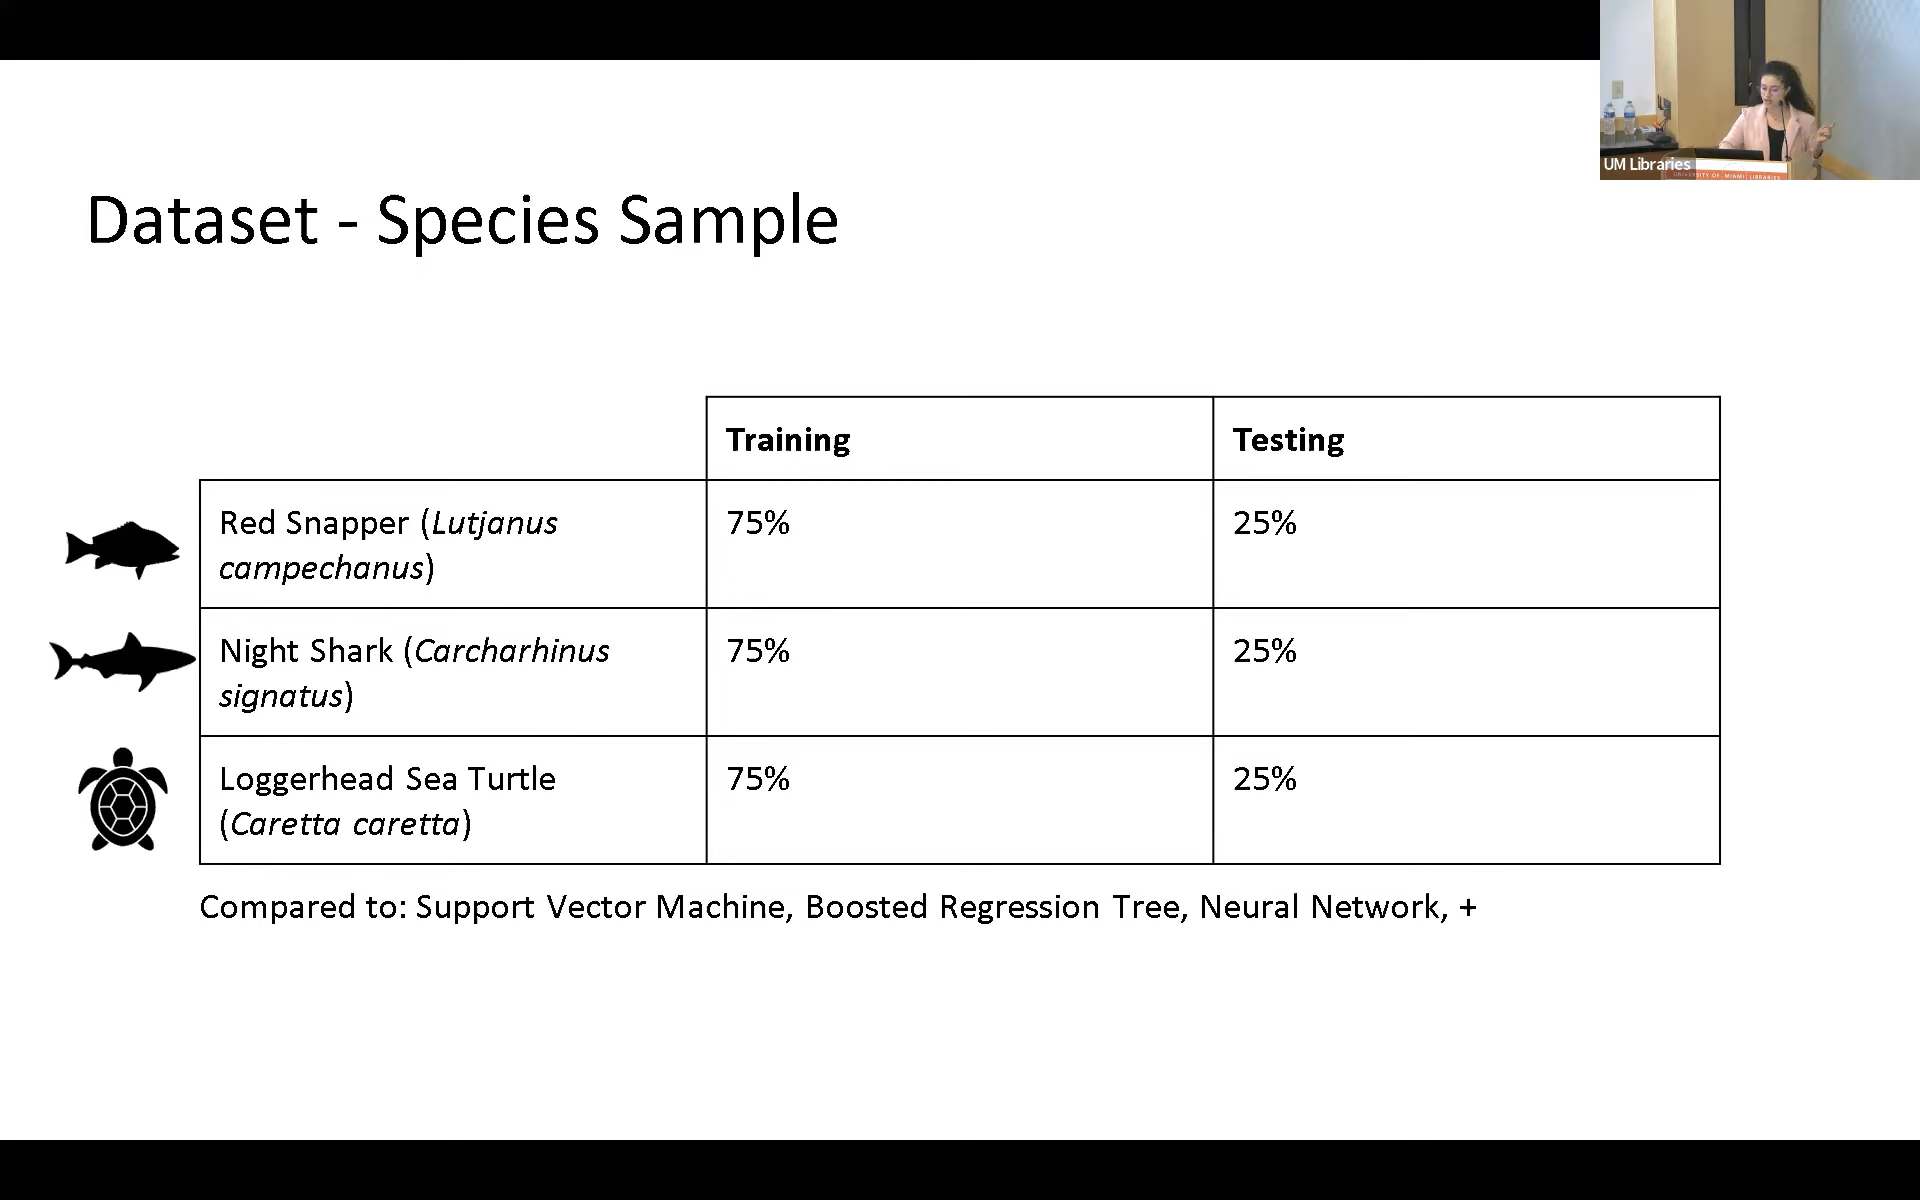 UM Libraries
UNIVERSITY OF MIAMI LIBRARIES
Dataset - Species Sample
Training
Testing
Red Snapper (Lutjanus
campechanus)
75%
25%
Night Shark (Carcharhinus
signatus)
75%
25%
Loggerhead Sea Turtle
(Caretta caretta)
75%
25%
Compared to: Support Vector Machine, Boosted Regression Tree, Neural Network, +